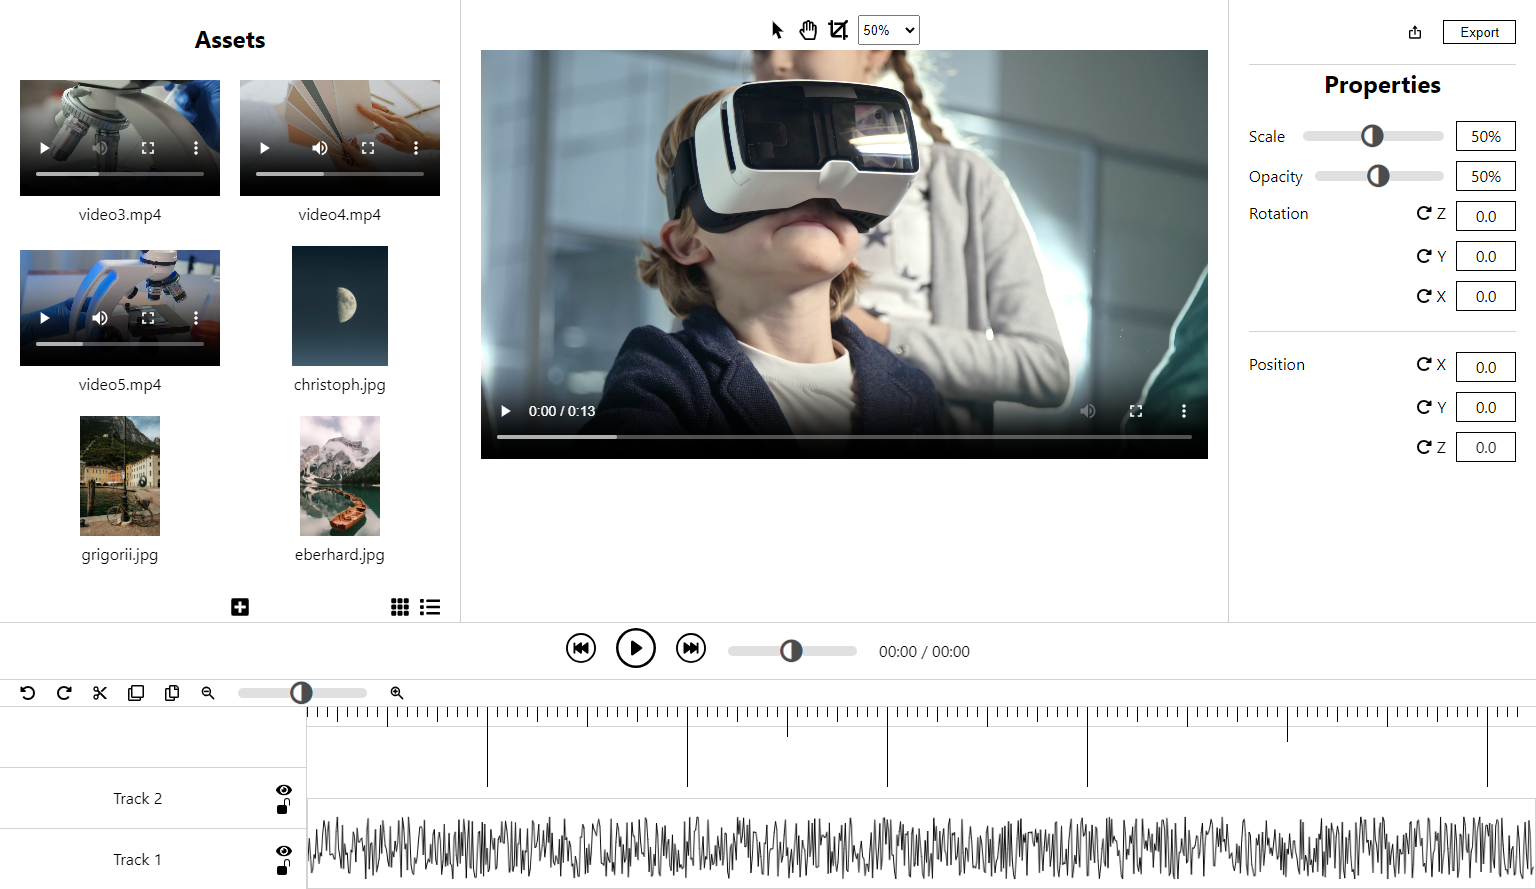 Assets
video3.mp4
video4.mp4
video5.mp4
christoph.jpg
grigorii.jpg
eberhard.jpg
50%
0:00 / 0:13
Export
Properties
Scale 50%
Opacity 50%
Rotation Z 0.0
Y 0.0
X 0.0
Position X 0.0
Y 0.0
Z 0.0
00:00 / 00:00
Track 2
Track 1